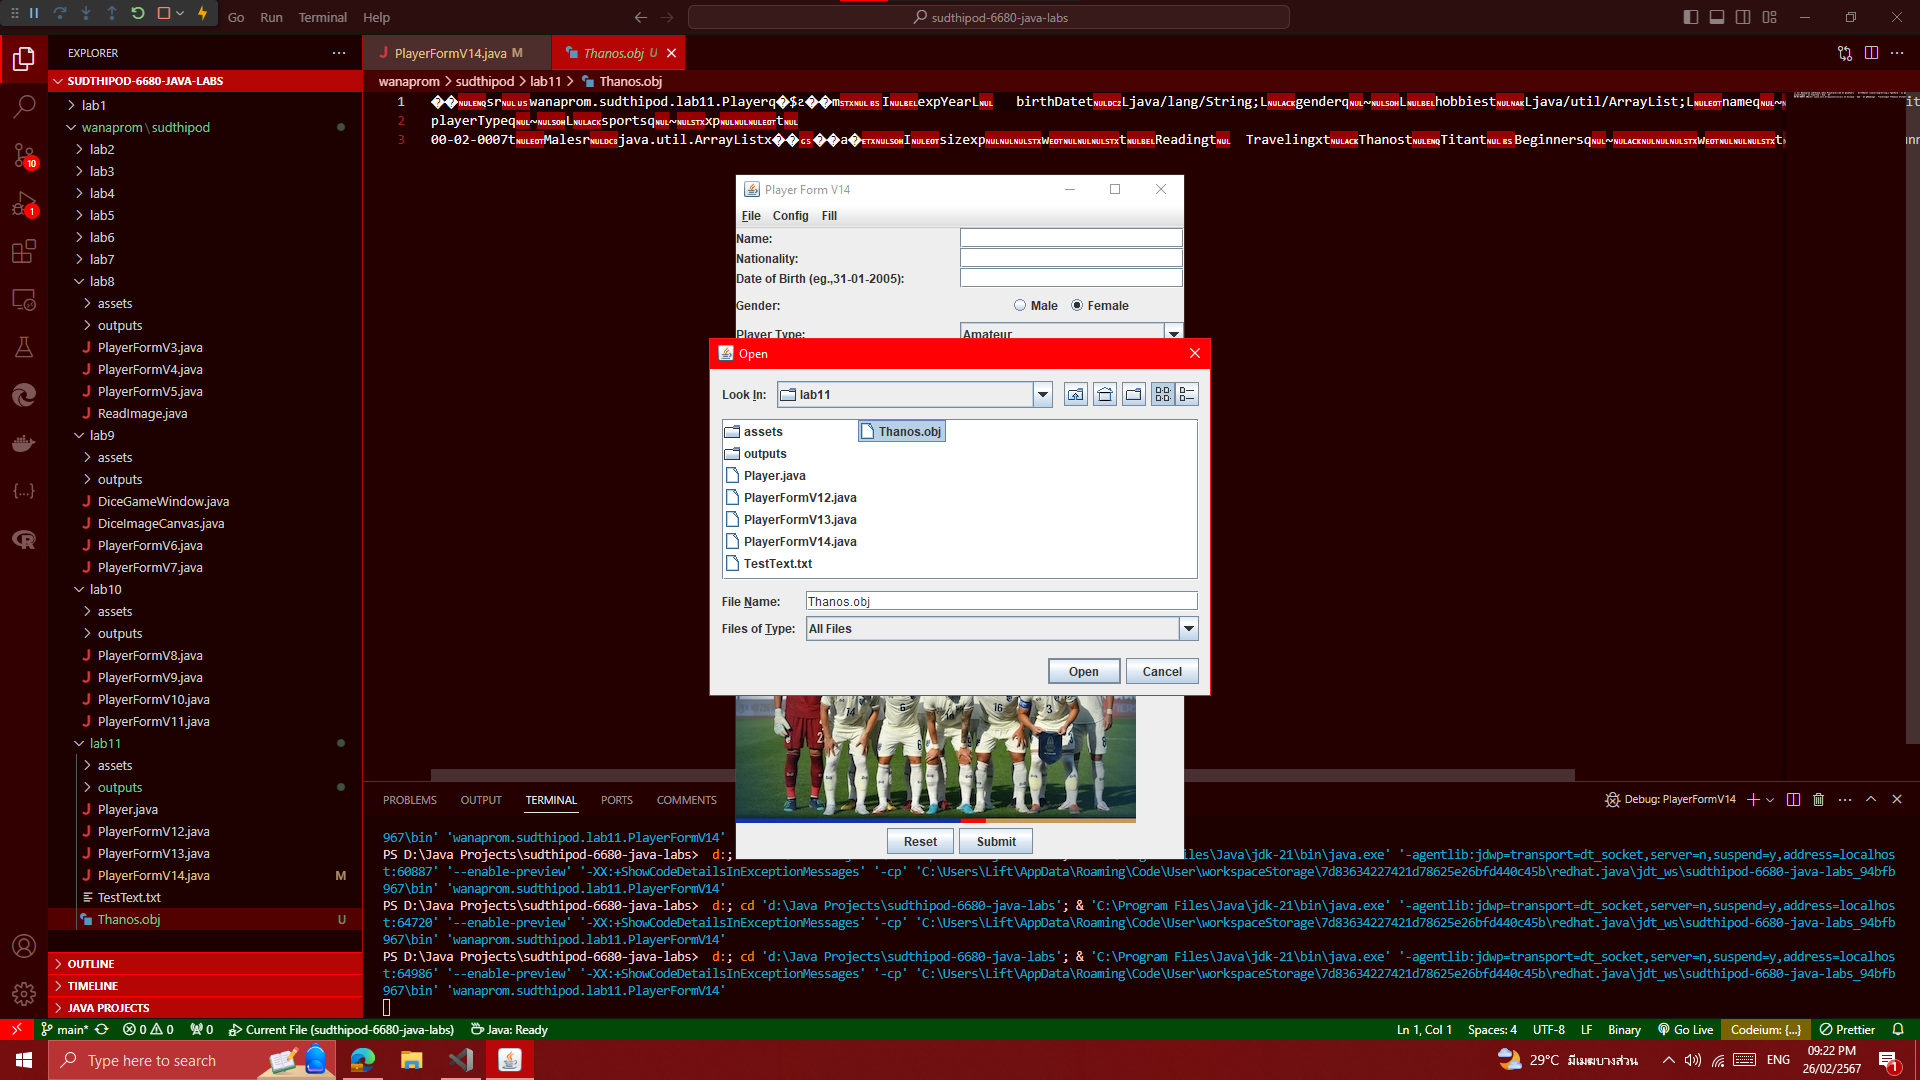 Go Run Terminal Help
sudthipod-6680-java-labs
EXPLORER
SUDTHIPOD-6680-JAVA-LABS
lab1
wanaprom\sudthipod
lab2
lab3
lab4
lab5
lab6
lab7
lab8
assets
outputs
J PlayerFormV3.java
J PlayerFormV4.java
J PlayerFormV5.java
J ReadImage.java
lab9
assets
outputs
J DiceGameWindow.java
J DiceImageCanvas.java
J PlayerFormV6.java
J PlayerFormV7.java
lab10
assets
outputs
J PlayerFormV8.java
J PlayerFormV9.java
J PlayerFormV10.java
J PlayerFormV11.java
lab11
assets
outputs
J Player.java
J PlayerFormV12.java
J PlayerFormV13.java
J PlayerFormV14.java M
TestText.txt
Thanos.obj U
OUTLINE
TIMELINE
JAVA PROJECTS
10
1
J PlayerFormV14.java M
Thanos.obj U
wanaprom > sudthipod > lab11 > Thanos.obj
1 ��NULENQsrNULUSwanaprom.sudthipod.lab11.Playerq�$ƨ��mSTXNULBSINULBELexpYearLNUL birthDatetNULDC2Ljava/lang/String;LNULACKgenderqNUL~NULSOHLNULBELhobbiestNULNAKLjava/util/ArrayList;LNULEOTnameqNUL~
2 playerTypeqNUL~NULSOHLNULACKsportsqNUL~NULSTXxpNULNULNULEOTtNUL
3 00-02-0007tNULEOTMalesrNULDC3java.util.ArrayListx��GS��a�ETXNULSOHINULEOTsizexpNULNULNULSTXwEOTNULNULNULSTXtNULBELReadingtNUL TravelingxtNULACKThanostNULENQTitantNULBSBeginnersqNUL~NULACKNULNULNULSTXwEOTNULNULNULSTXt
Player Form V14
File Config Fill
Name:
Nationality:
Date of Birth (eg.,31-01-2005):
Gender: Male Female
Player Type: Amateur
Open
Look In: lab11
assets
outputs
Player.java
PlayerFormV12.java
PlayerFormV13.java
PlayerFormV14.java
TestText.txt
Thanos.obj
File Name: Thanos.obj
Files of Type: All Files
Open Cancel
Reset Submit
PROBLEMS OUTPUT TERMINAL PORTS COMMENTS
Debug: PlayerFormV14
967\bin' 'wanaprom.sudthipod.lab11.PlayerFormV14'
PS D:\Java Projects\sudthipod-6680-java-labs> d:; iles\Java\jdk-21\bin\java.exe' '-agentlib:jdwp=transport=dt_socket,server=n,suspend=y,address=localhos
t:60887' '--enable-preview' '-XX:+ShowCodeDetailsInExceptionMessages' '-cp' 'C:\Users\Lift\AppData\Roaming\Code\User\workspaceStorage\7d83634227421d78625e26bfd440c45b\redhat.java\jdt_ws\sudthipod-6680-java-labs_94bfb
967\bin' 'wanaprom.sudthipod.lab11.PlayerFormV14'
PS D:\Java Projects\sudthipod-6680-java-labs> d:; cd 'd:\Java Projects\sudthipod-6680-java-labs'; & 'C:\Program Files\Java\jdk-21\bin\java.exe' '-agentlib:jdwp=transport=dt_socket,server=n,suspend=y,address=localhos
t:64720' '--enable-preview' '-XX:+ShowCodeDetailsInExceptionMessages' '-cp' 'C:\Users\Lift\AppData\Roaming\Code\User\workspaceStorage\7d83634227421d78625e26bfd440c45b\redhat.java\jdt_ws\sudthipod-6680-java-labs_94bfb
967\bin' 'wanaprom.sudthipod.lab11.PlayerFormV14'
PS D:\Java Projects\sudthipod-6680-java-labs> d:; cd 'd:\Java Projects\sudthipod-6680-java-labs'; & 'C:\Program Files\Java\jdk-21\bin\java.exe' '-agentlib:jdwp=transport=dt_socket,server=n,suspend=y,address=localhos
t:64986' '--enable-preview' '-XX:+ShowCodeDetailsInExceptionMessages' '-cp' 'C:\Users\Lift\AppData\Roaming\Code\User\workspaceStorage\7d83634227421d78625e26bfd440c45b\redhat.java\jdt_ws\sudthipod-6680-java-labs_94bfb
967\bin' 'wanaprom.sudthipod.lab11.PlayerFormV14'
main* 0 0 0 Current File (sudthipod-6680-java-labs) Java: Ready
Ln 1, Col 1 Spaces: 4 UTF-8 LF Binary Go Live Codeium: {...} Prettier
Type here to search
29°C มีเมฆบางส่วน ENG 09:22 PM
26/02/2567
1